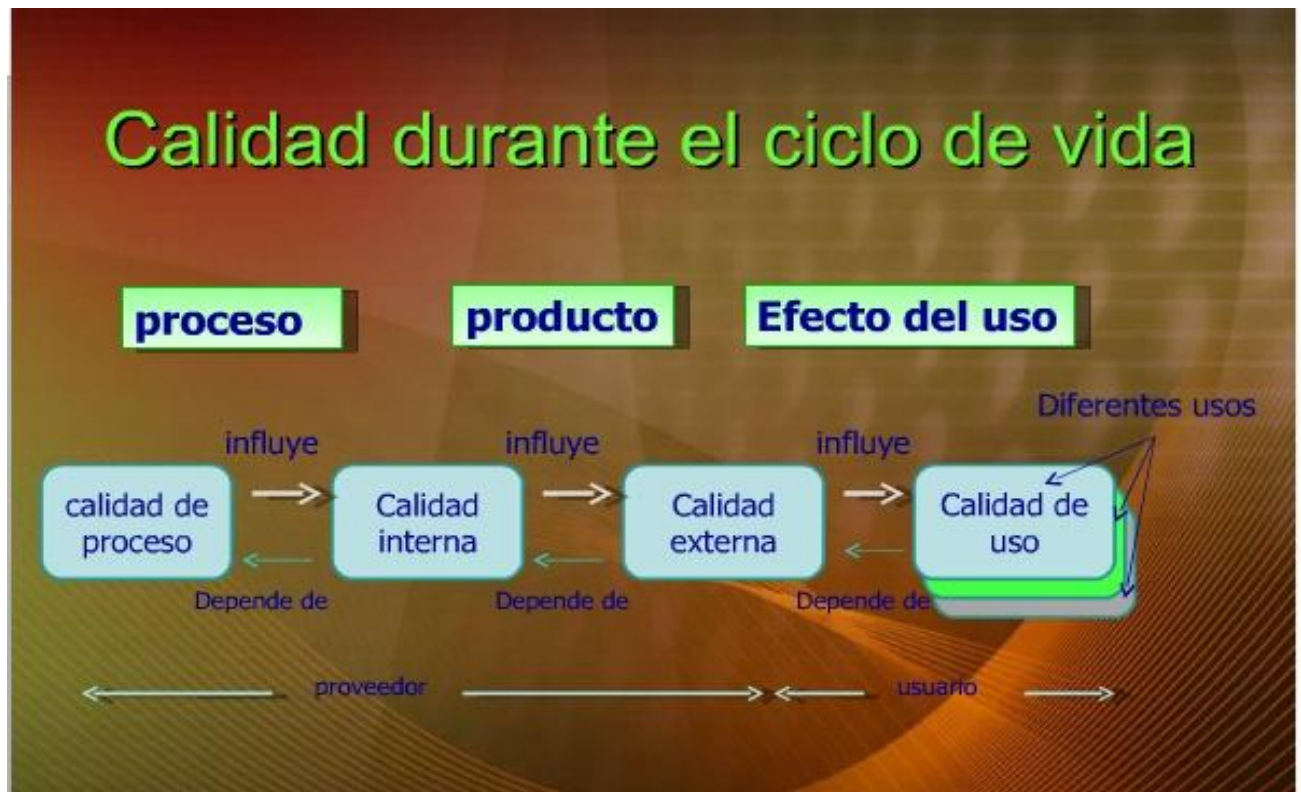 Calidad durante el ciclo de vida
proceso
producto
Efecto del uso
Diferentes usos
influye
influye
influye
calidad de
proceso
Calidad
interna
Calidad
externa
Calidad de
uso
Depende de
Depende de
Depende de
proveedor
usuario